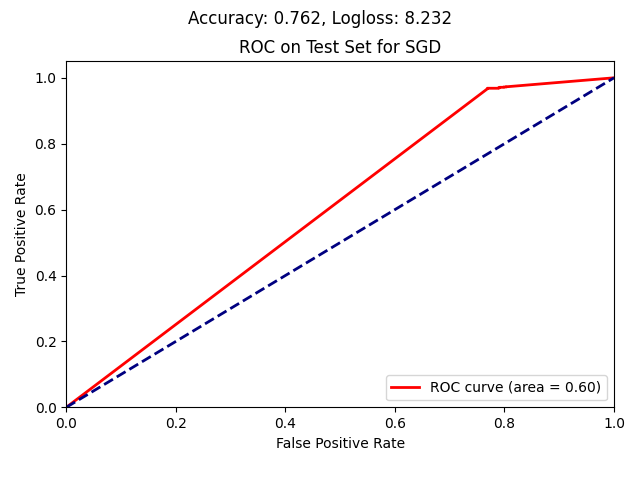 Accuracy: 0.762, Logloss: 8.232
ROC on Test Set for SGD
1.0
0.8
0.6
0.4
0.2
0.0
True Positive Rate
ROC curve (area = 0.60)
0.0 0.2 0.4 0.6 0.8 1.0
False Positive Rate